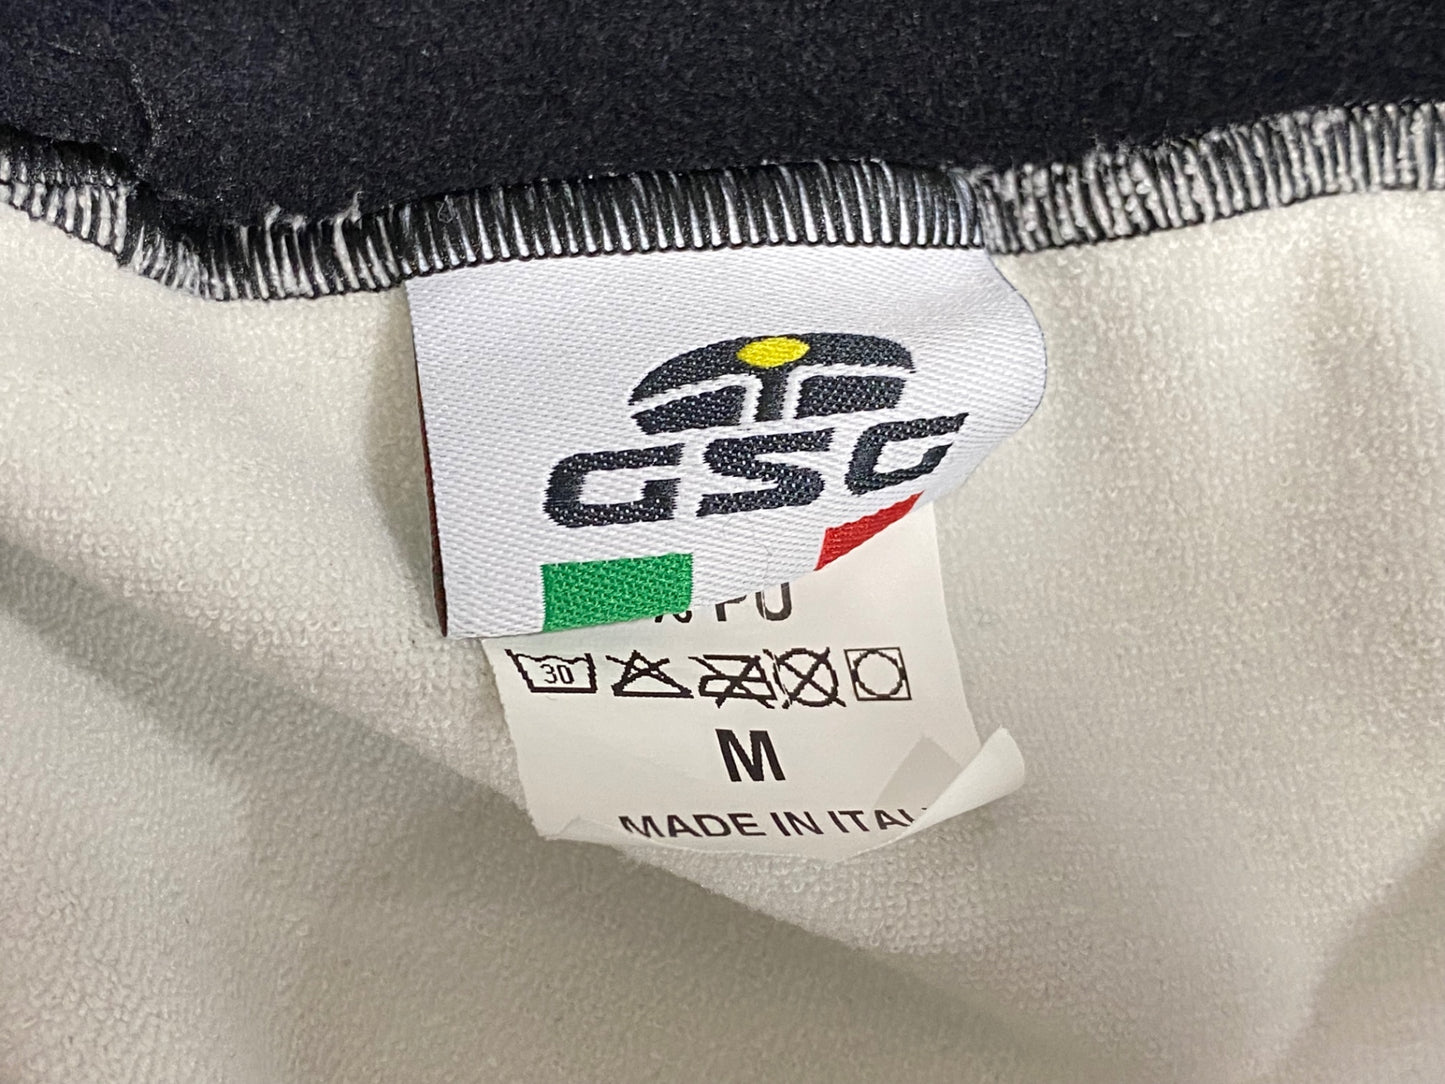 GSG
% PU
30
M
MADE IN ITAL